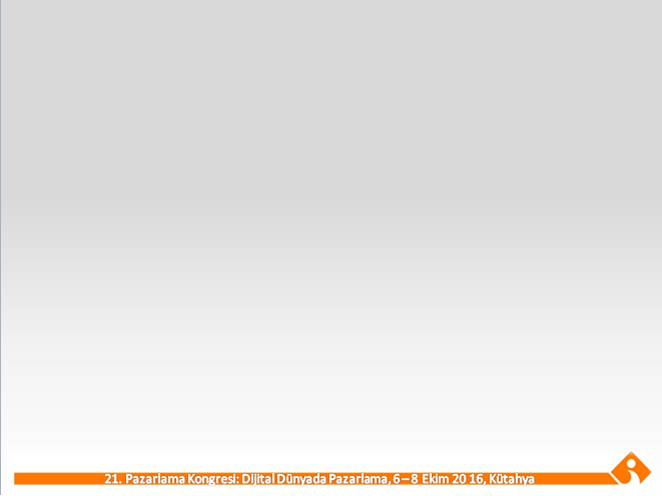 21. Pazarlama Kongresi: Dijital Dünyada Pazarlama, 6 – 8 Ekim 20 16, Kütahya